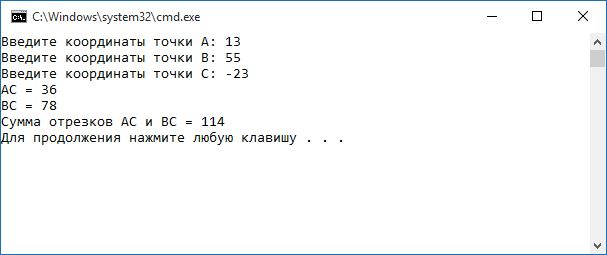 C:\Windows\system32\cmd.exe
Введите координаты точки A: 13
Введите координаты точки B: 55
Введите координаты точки C: -23
AC = 36
BC = 78
Сумма отрезков AC и BC = 114
Для продолжения нажмите любую клавишу . . .